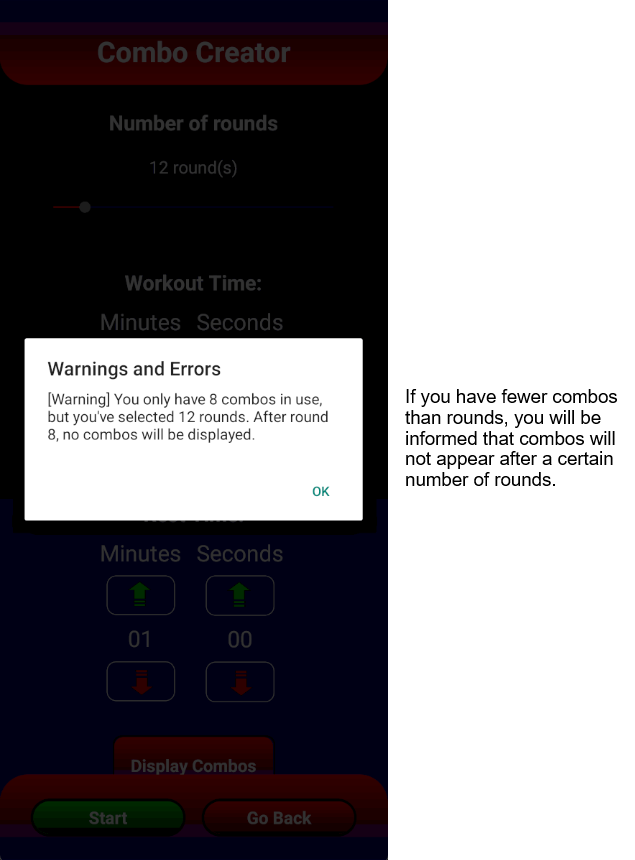 Combo Creator
Number of rounds
12 round(s)
Workout Time:
Minutes Seconds
Warnings and Errors
[Warning] You only have 8 combos in use,
but you've selected 12 rounds. After round
8, no combos will be displayed.
OK
If you have fewer combos
than rounds, you will be
informed that combos will
not appear after a certain
number of rounds.
Minutes Seconds
01 00
Display Combos
Start Go Back